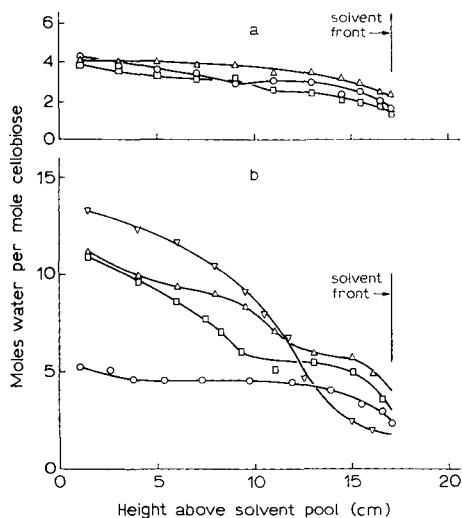 a
solvent
front
6
4
2
0
b
15
10
5
0
solvent
front
0
5
10
15
20
Moles water per mole cellobiose
Height above solvent pool (cm)